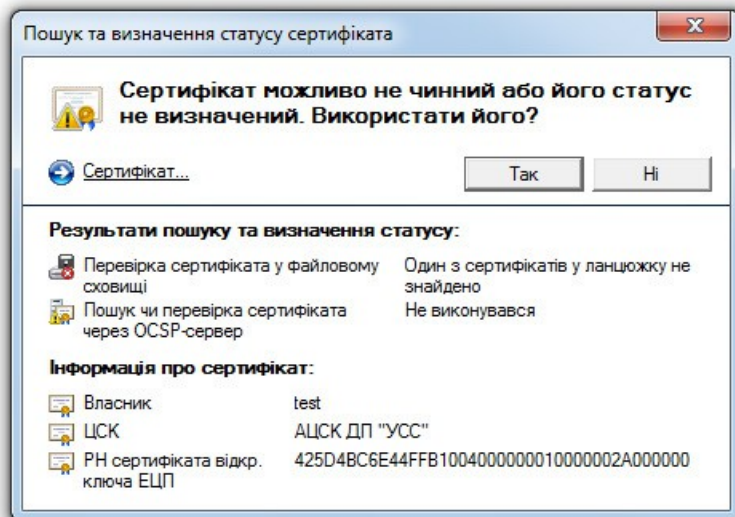 Пошук та визначення статусу сертифіката
Сертифікат можливо не чинний або його статус
не визначений. Використати його?
Сертифікат...
Так
Ні
Результати пошуку та визначення статусу:
Перевірка сертифіката у файловому Один з сертифікатів у ланцюжку не
сховищі знайдено
Пошук чи перевірка сертифіката Не виконувався
через OCSP-сервер
Інформація про сертифікат:
Власник test
ЦСК АЦСК ДП "УСС"
РН сертифіката відкр. 425D4BC6E44FFB1004000000010000002A000000
ключа ЕЦП